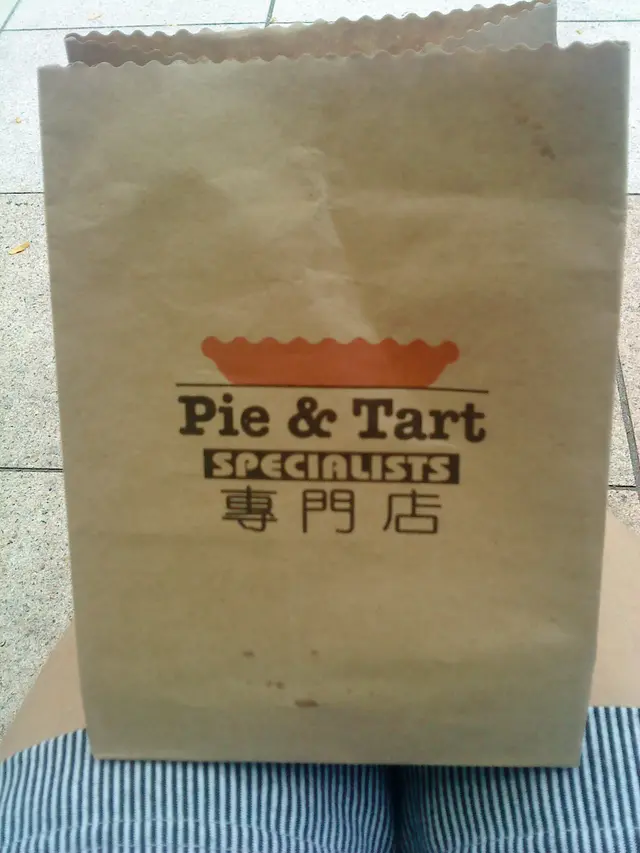 Pie & Tart
SPECIALISTS
專門店